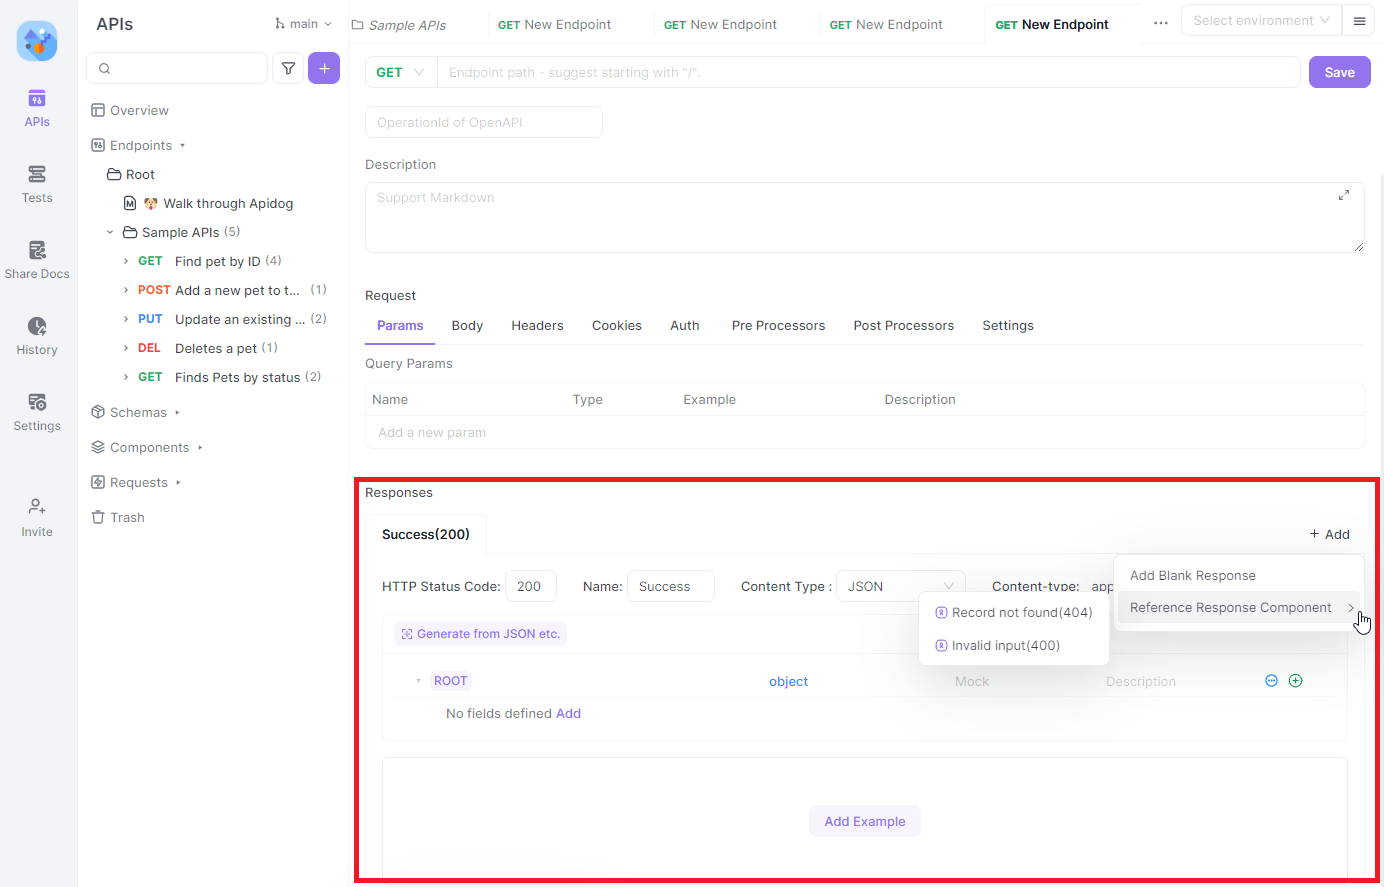 APIs
main
Sample APIs
GET New Endpoint
GET New Endpoint
GET New Endpoint
GET New Endpoint
Select environment
APIs
Tests
Share Docs
History
Settings
Invite
Overview
Endpoints
Root
Walk through Apidog
Sample APIs (5)
GET Find pet by ID (4)
POST Add a new pet to t... (1)
PUT Update an existing ... (2)
DEL Deletes a pet (1)
GET Finds Pets by status (2)
Schemas
Components
Requests
Trash
GET
Endpoint path - suggest starting with "/".
Save
OperationId of OpenAPI
Description
Support Markdown
Request
Params Body Headers Cookies Auth Pre Processors Post Processors Settings
Query Params
Name Type Example Description
Add a new param
Responses
Success(200)
+ Add
HTTP Status Code: 200 Name: Success Content Type : JSON Content-type: app
Add Blank Response
Reference Response Component
Record not found(404)
Invalid input(400)
Generate from JSON etc.
ROOT object Mock Description
No fields defined Add
Add Example